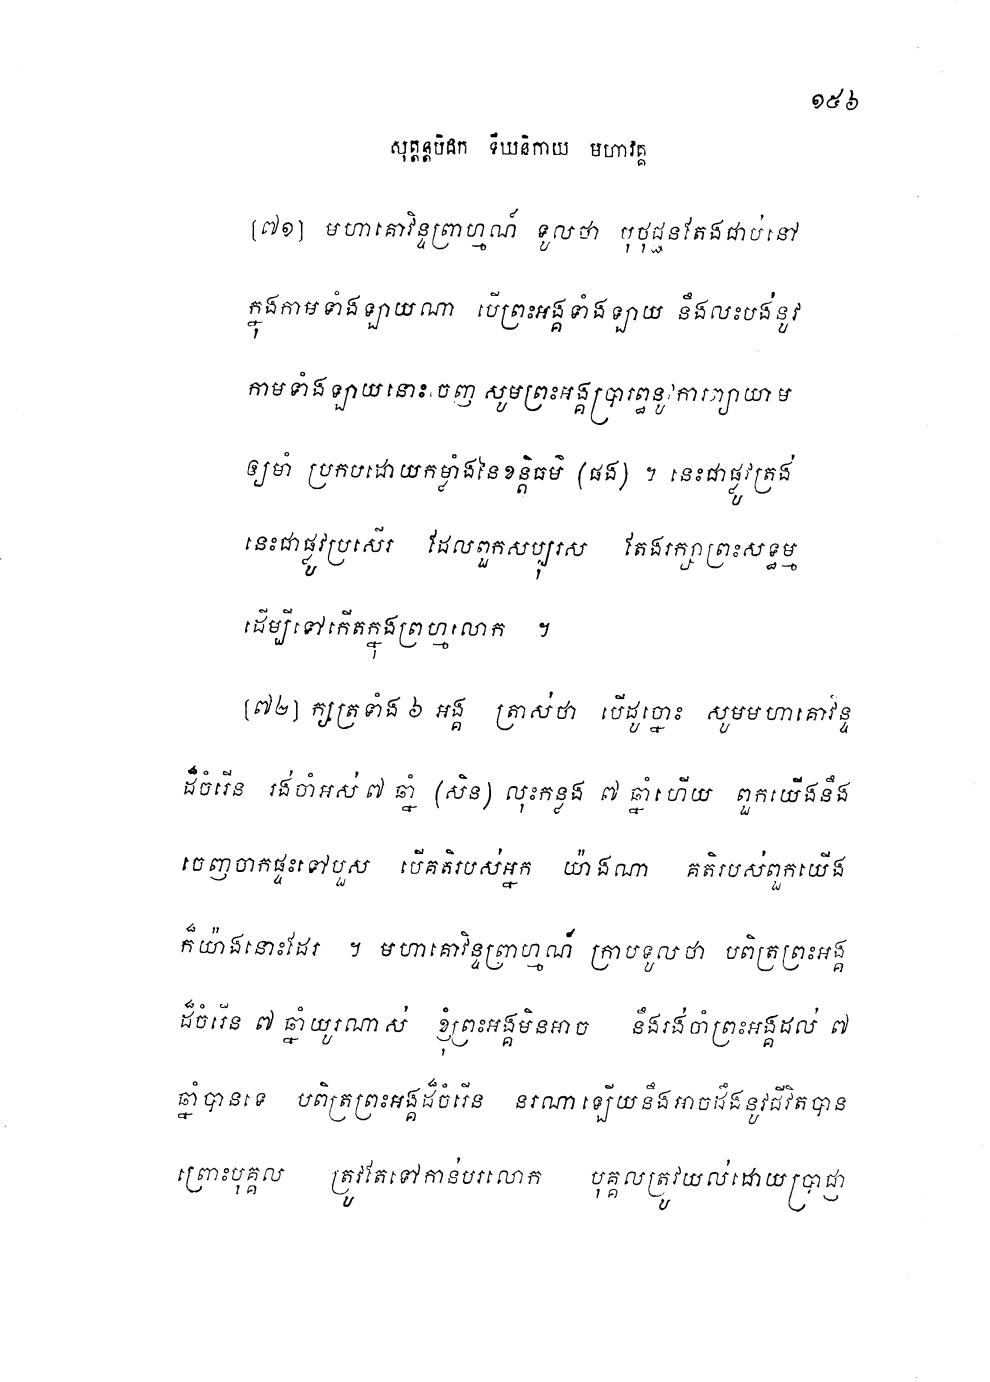 ១៥៦
សុត្តន្តបិដក ទីឃនិកាយ មហាវគ្គ
[៧១] មហាគោវិន្ទព្រាហ្មណ៍ ទូលថា បុថុជ្ជនតែងជាប់នៅ
ក្នុងកាមទាំងឡាយណា បើព្រះអង្គទាំងឡាយ នឹងលះបង់នូវ
កាមទាំងឡាយនោះចេញ សូមព្រះអង្គប្រារព្ធនូវការព្យាយាម
ឲ្យមាំ ប្រកបដោយកម្លាំងនៃខន្តិធម៌ (ផង) ។ នេះជាផ្លូវត្រង់
នេះជាផ្លូវប្រសើរ ដែលពួកសប្បុរស តែងរក្សាព្រះសទ្ធម្ម
ដើម្បីទៅកើតក្នុងព្រហ្មលោក ។
[៧២] ក្សត្រទាំង ៦ អង្គ ត្រាស់ថា បើដូច្នោះ សូមមហាគោវិន្ទ
ដ៏ចំរើន រង់ចាំអស់ ៧ ឆ្នាំ (សិន) លុះកន្លង ៧ ឆ្នាំហើយ ពួកយើងនឹង
ចេញចាកផ្ទះទៅបួស បើគតិរបស់អ្នក យ៉ាងណា គតិរបស់ពួកយើង
ក៏យ៉ាងនោះដែរ ។ មហាគោវិន្ទព្រាហ្មណ៍ ក្រាបទូលថា បពិត្រព្រះអង្គ
ដ៏ចំរើន ៧ ឆ្នាំយូរណាស់ ខ្ញុំព្រះអង្គមិនអាច នឹងរង់ចាំព្រះអង្គដល់ ៧
ឆ្នាំបានទេ បពិត្រព្រះអង្គដ៏ចំរើន នរណាឡើយនឹងអាចដឹងនូវជីវិតបាន
ព្រោះបុគ្គល ត្រូវតែទៅកាន់បរលោក បុគ្គលត្រូវយល់ដោយប្រាជ្ញា